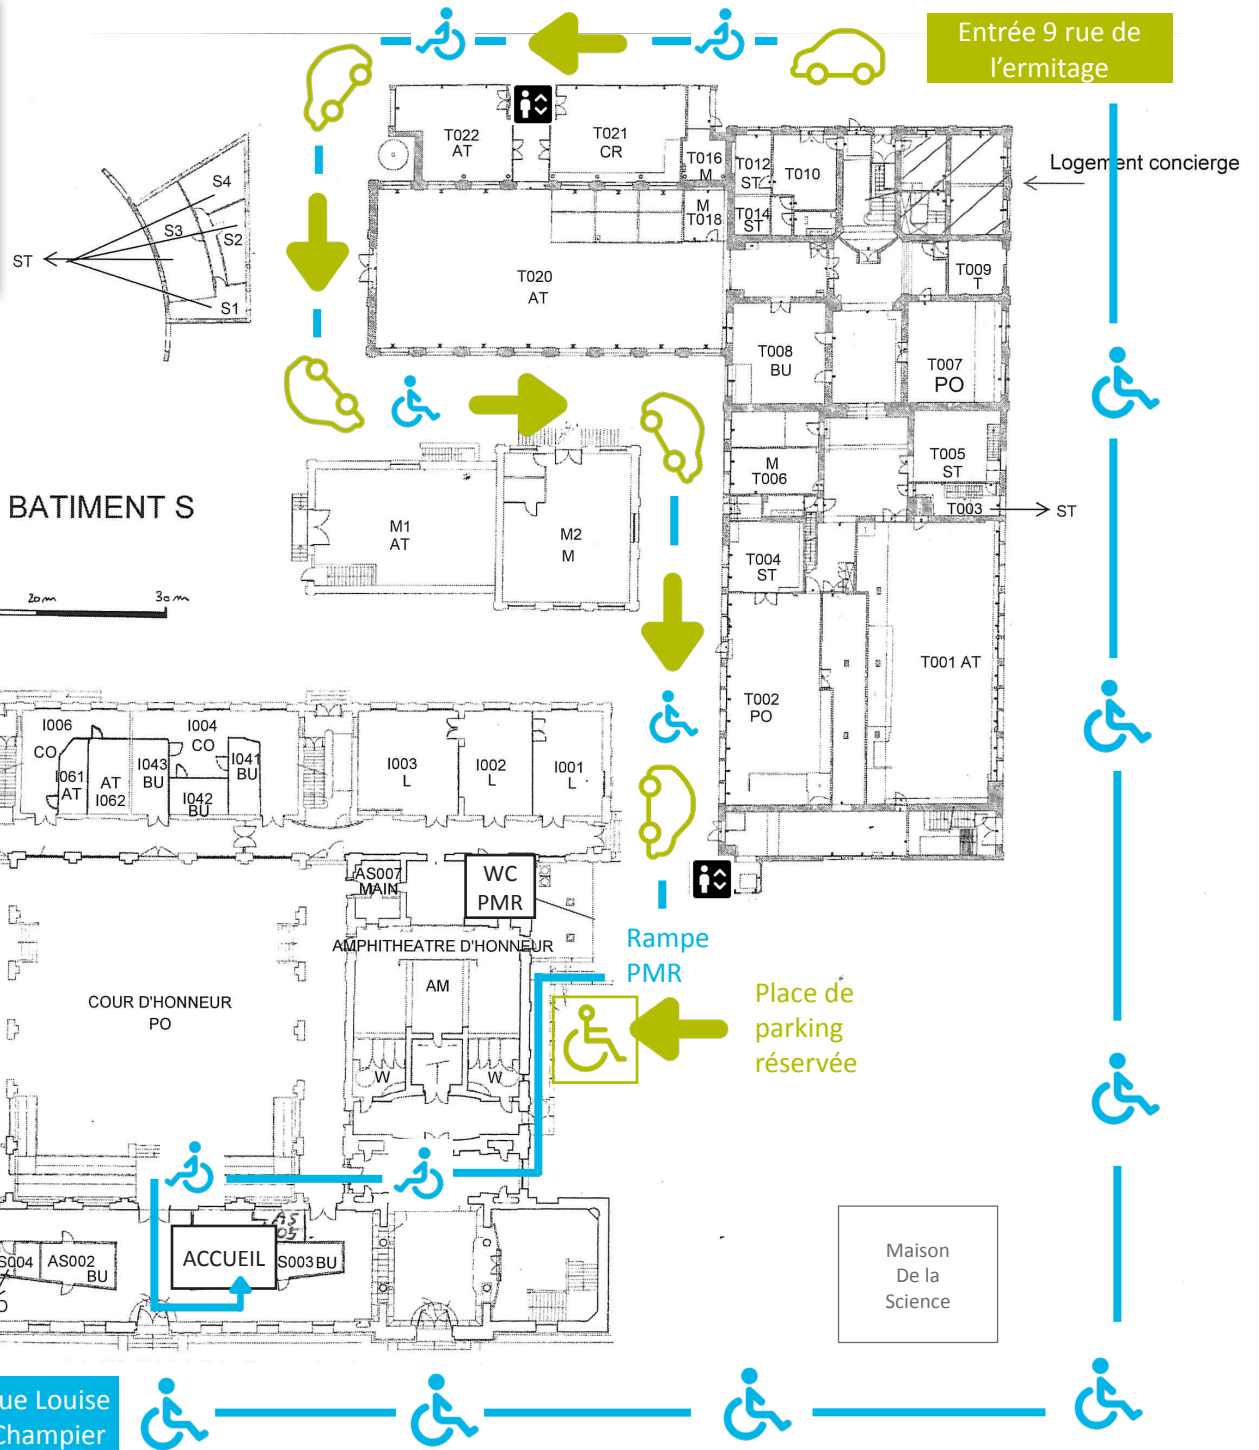 Entrée 9 rue de
l'ermitage
T022
AT
T021
CR
T016
M
T012
ST
T010
T014
ST
M
T018
Logement concierge
S4
S3
S2
S1
ST
T020
AT
T009
T
T008
BU
T007
PO
T005
ST
M
T006
T003
ST
BATIMENT S
20m
30m
M1
AT
M2
M
T004
ST
T001 AT
T002
PO
I006
CO
I004
CO
I061
AT
AT
I062
I043
BU
I042
BU
I041
BU
I003
L
I002
L
I001
L
AS007
MAIN
WC
PMR
AMPHITHEATRE D'HONNEUR
AM
Rampe
PMR
Place de
parking
réservée
COUR D'HONNEUR
PO
W
W
S004
AS002
BU
ACCUEIL
S003 BU
Maison
De la
Science
ue Louise
Champier